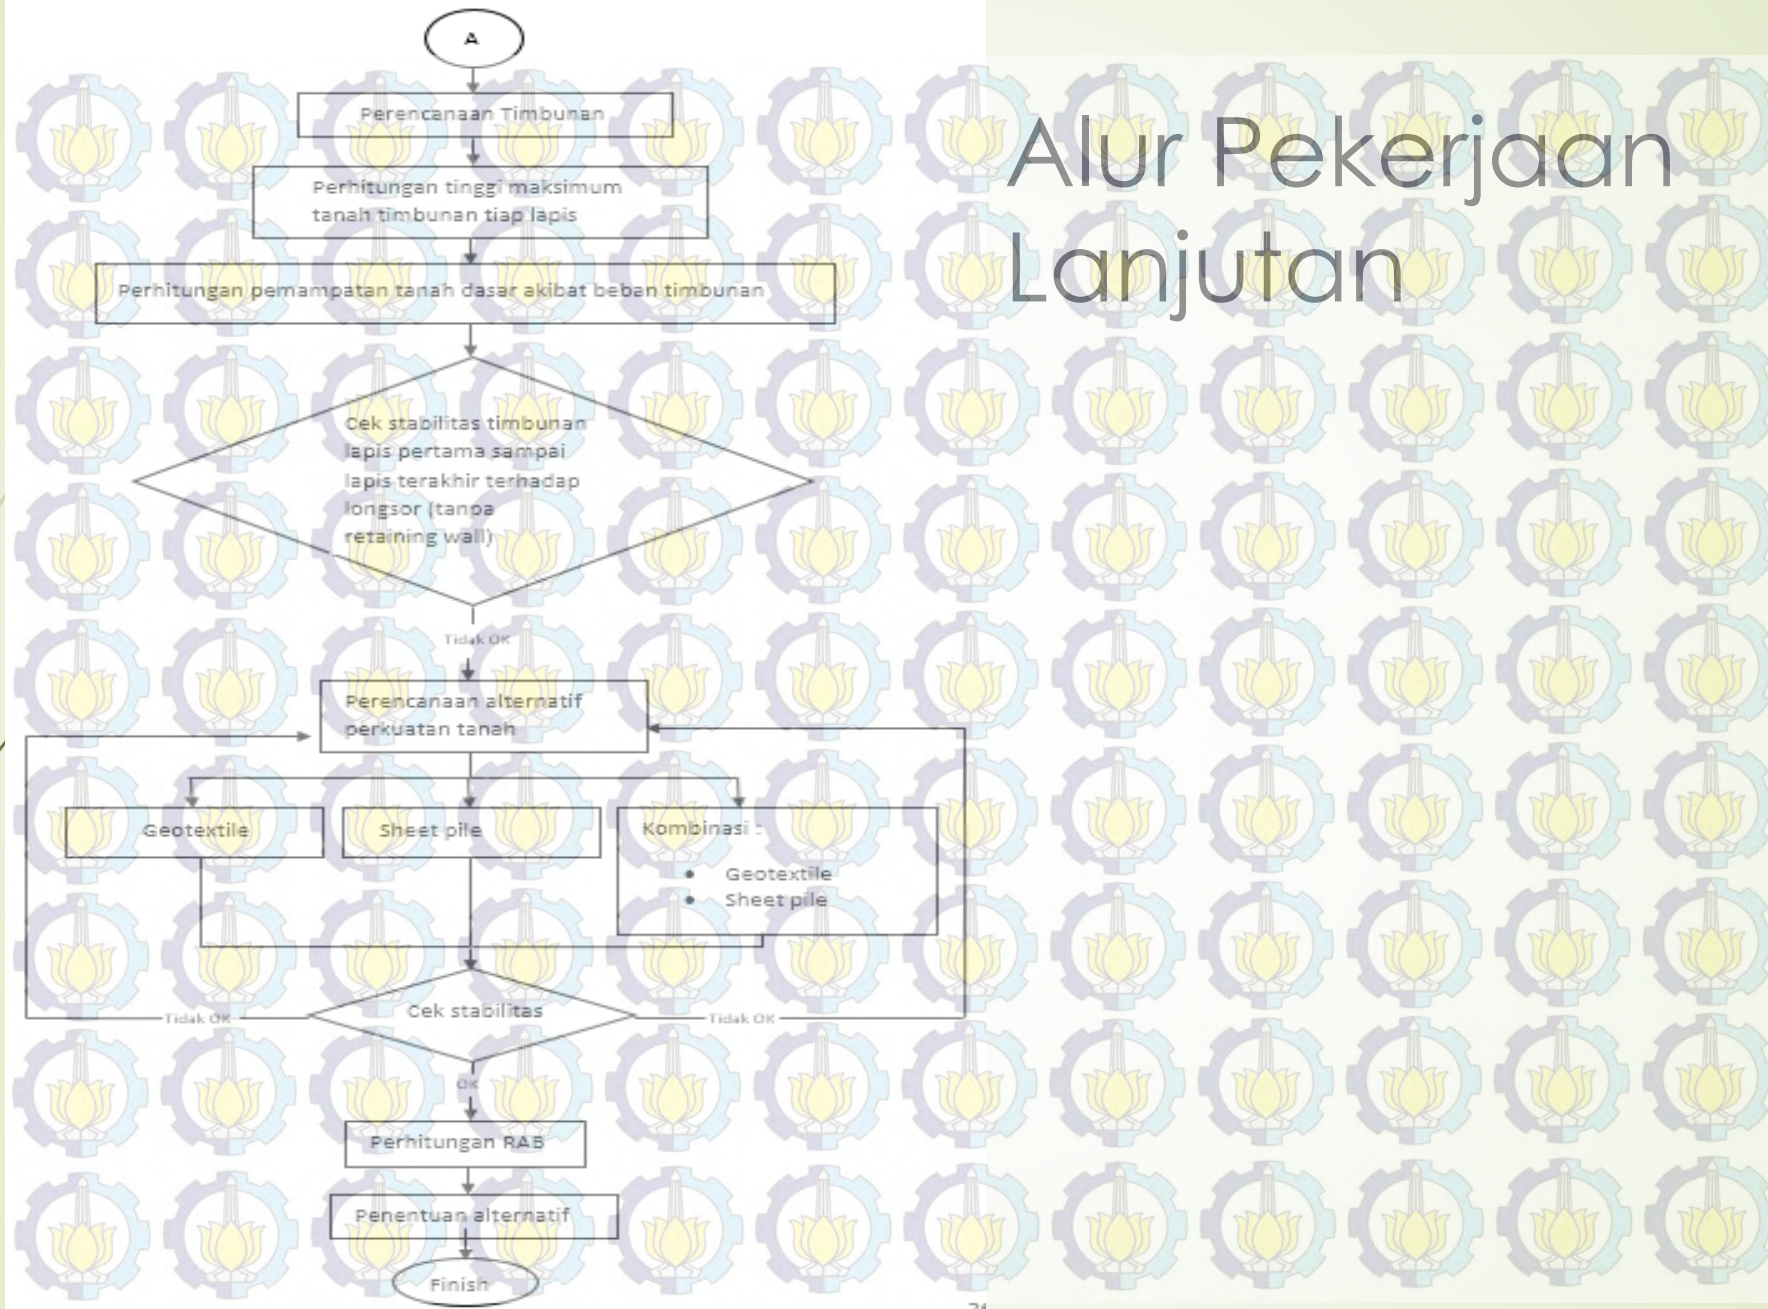 A
Perencanaan Timbunan
Perhitungan tinggi maksimum
tanah timbunan tiap lapis
Perhitungan pemampatan tanah dasar akibat beban timbunan
Cek stabilitas timbunan
lapis pertama sampai
lapis terakhir terhadap
longsor (tanpa
retaining wall)
Tidak OK
Perencanaan alternatif
perkuatan tanah
Geotextile
Sheet pile
Kombinasi :
• Geotextile
• Sheet pile
Cek stabilitas
Tidak OK
Tidak OK
OK
Perhitungan RAB
Penentuan alternatif
Finish
Alur Pekerjaan
Lanjutan